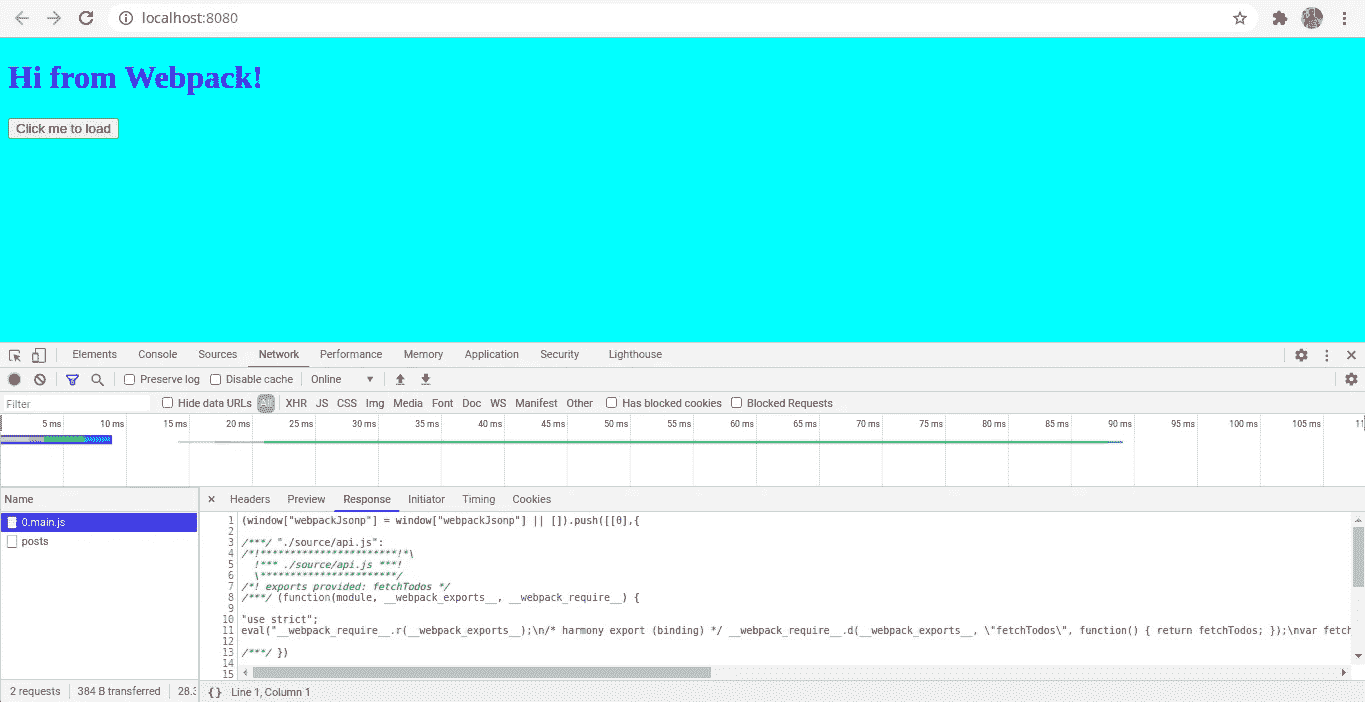 localhost:8080
Hi from Webpack!
Click me to load
Elements Console Sources Network Performance Memory Application Security Lighthouse
Preserve log Disable cache Online
Filter Hide data URLs XHR JS CSS Img Media Font Doc WS Manifest Other Has blocked cookies Blocked Requests
5 ms 10 ms 15 ms 20 ms 25 ms 30 ms 35 ms 40 ms 45 ms 50 ms 55 ms 60 ms 65 ms 70 ms 75 ms 80 ms 85 ms 90 ms 95 ms 100 ms 105 ms 11
Name × Headers Preview Response Initiator Timing Cookies
0.main.js
posts
1 (window["webpackJsonp"] = window["webpackJsonp"] || []).push([[0],{
2
3 /***/ "./source/api.js":
4 /*!***********************!*\
5 !*** ./source/api.js ***!
6 \***********************/
7 /*! exports provided: fetchTodos */
8 /***/ (function(module, __webpack_exports__, __webpack_require__) {
9
10 "use strict";
11 eval("__webpack_require__.r(__webpack_exports__);\n/* harmony export (binding) */ __webpack_require__.d(__webpack_exports__, \"fetchTodos\", function() { return fetchTodos; });\nvar fetch
12
13 /***/ })
14
15
2 requests 384 B transferred 28.3 {} Line 1, Column 1